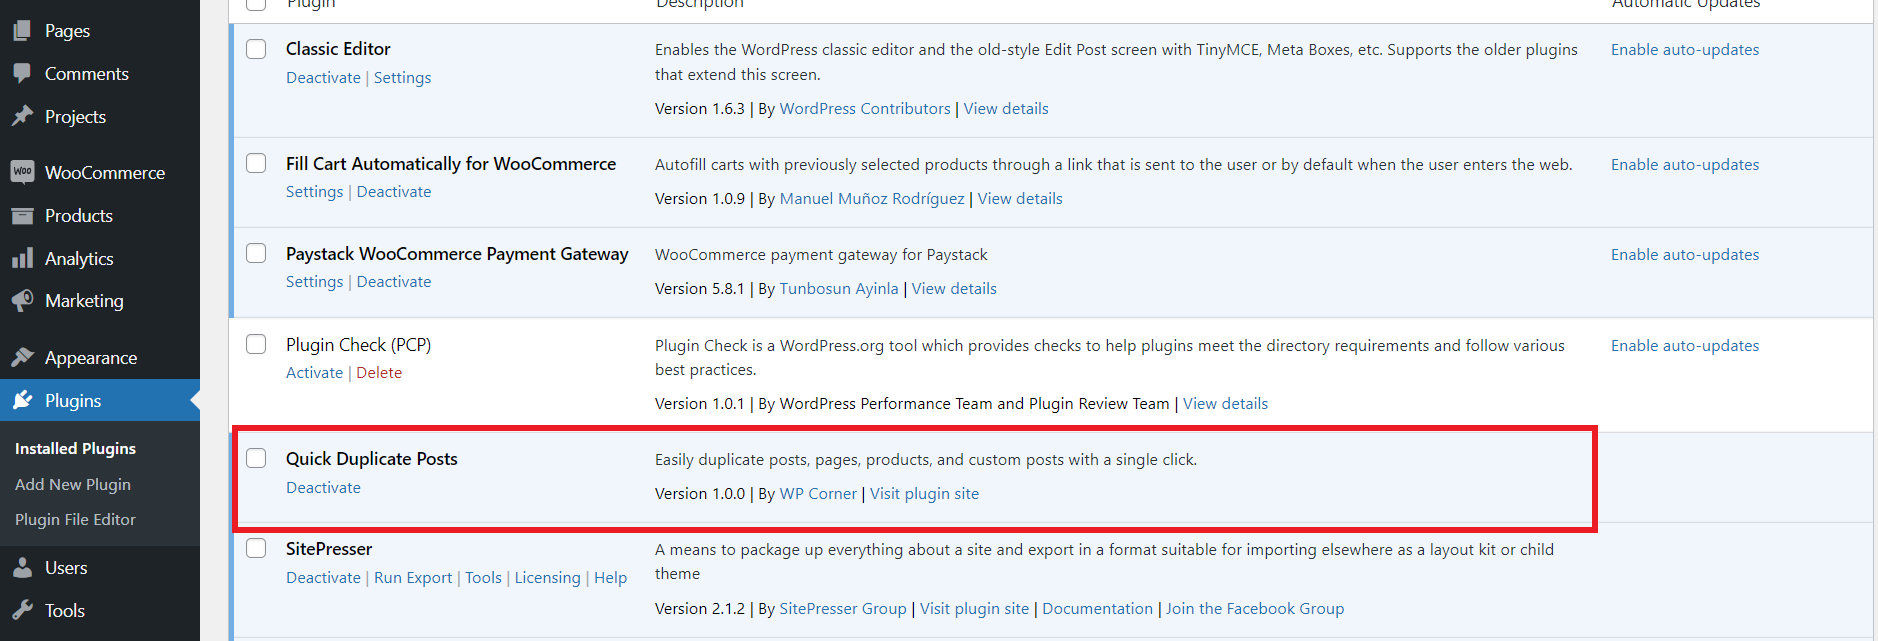 Pages
Comments
Projects
WooCommerce
Products
Analytics
Marketing
Appearance
Plugins
Installed Plugins
Add New Plugin
Plugin File Editor
Users
Tools
Plugin Description Automatic Updates
Classic Editor
Deactivate | Settings
Enables the WordPress classic editor and the old-style Edit Post screen with TinyMCE, Meta Boxes, etc. Supports the older plugins
that extend this screen.
Version 1.6.3 | By WordPress Contributors | View details
Enable auto-updates
Fill Cart Automatically for WooCommerce
Settings | Deactivate
Autofill carts with previously selected products through a link that is sent to the user or by default when the user enters the web.
Version 1.0.9 | By Manuel Muñoz Rodríguez | View details
Enable auto-updates
Paystack WooCommerce Payment Gateway
Settings | Deactivate
WooCommerce payment gateway for Paystack
Version 5.8.1 | By Tunbosun Ayinla | View details
Enable auto-updates
Plugin Check (PCP)
Activate | Delete
Plugin Check is a WordPress.org tool which provides checks to help plugins meet the directory requirements and follow various
best practices.
Version 1.0.1 | By WordPress Performance Team and Plugin Review Team | View details
Enable auto-updates
Quick Duplicate Posts
Deactivate
Easily duplicate posts, pages, products, and custom posts with a single click.
Version 1.0.0 | By WP Corner | Visit plugin site
SitePresser
Deactivate | Run Export | Tools | Licensing | Help
A means to package up everything about a site and export in a format suitable for importing elsewhere as a layout kit or child
theme
Version 2.1.2 | By SitePresser Group | Visit plugin site | Documentation | Join the Facebook Group